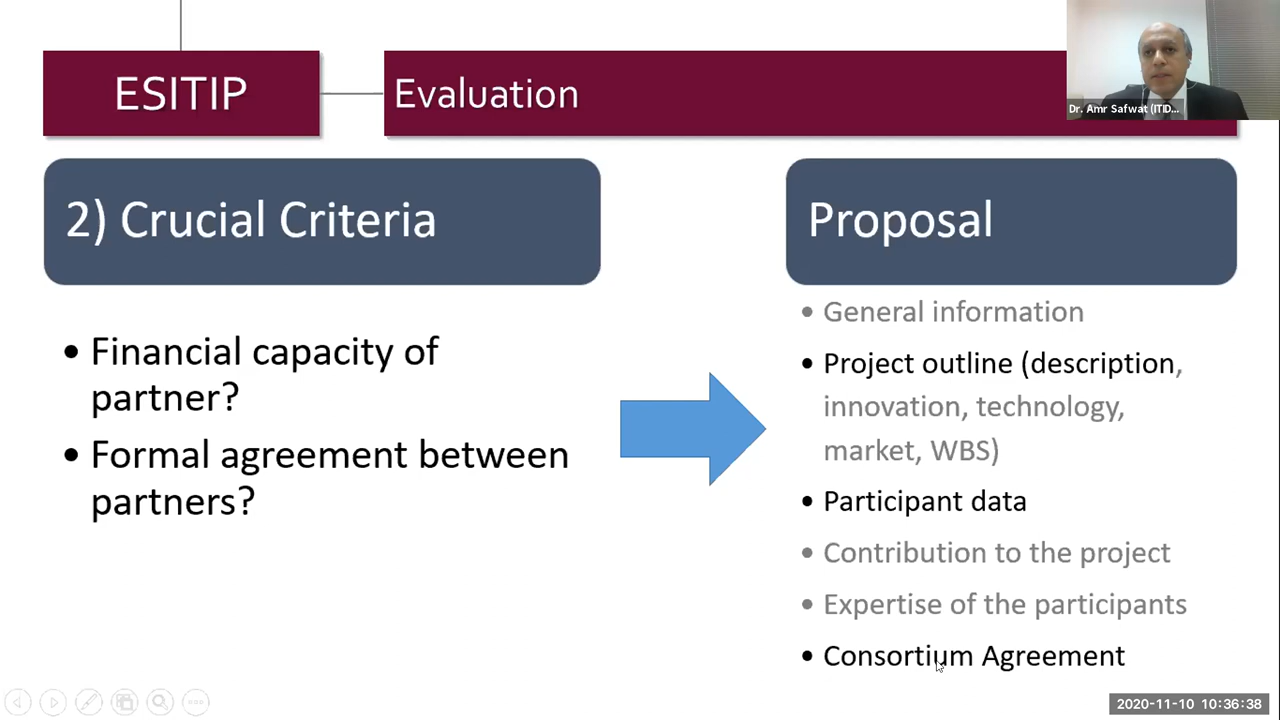 ESITIP
Evaluation
Dr. Amr Safwat (ITID...
2) Crucial Criteria
Proposal
• Financial capacity of
partner?
• Formal agreement between
partners?
• General information
• Project outline (description,
innovation, technology,
market, WBS)
• Participant data
• Contribution to the project
• Expertise of the participants
• Consortium Agreement
2020-11-10 10:36:38